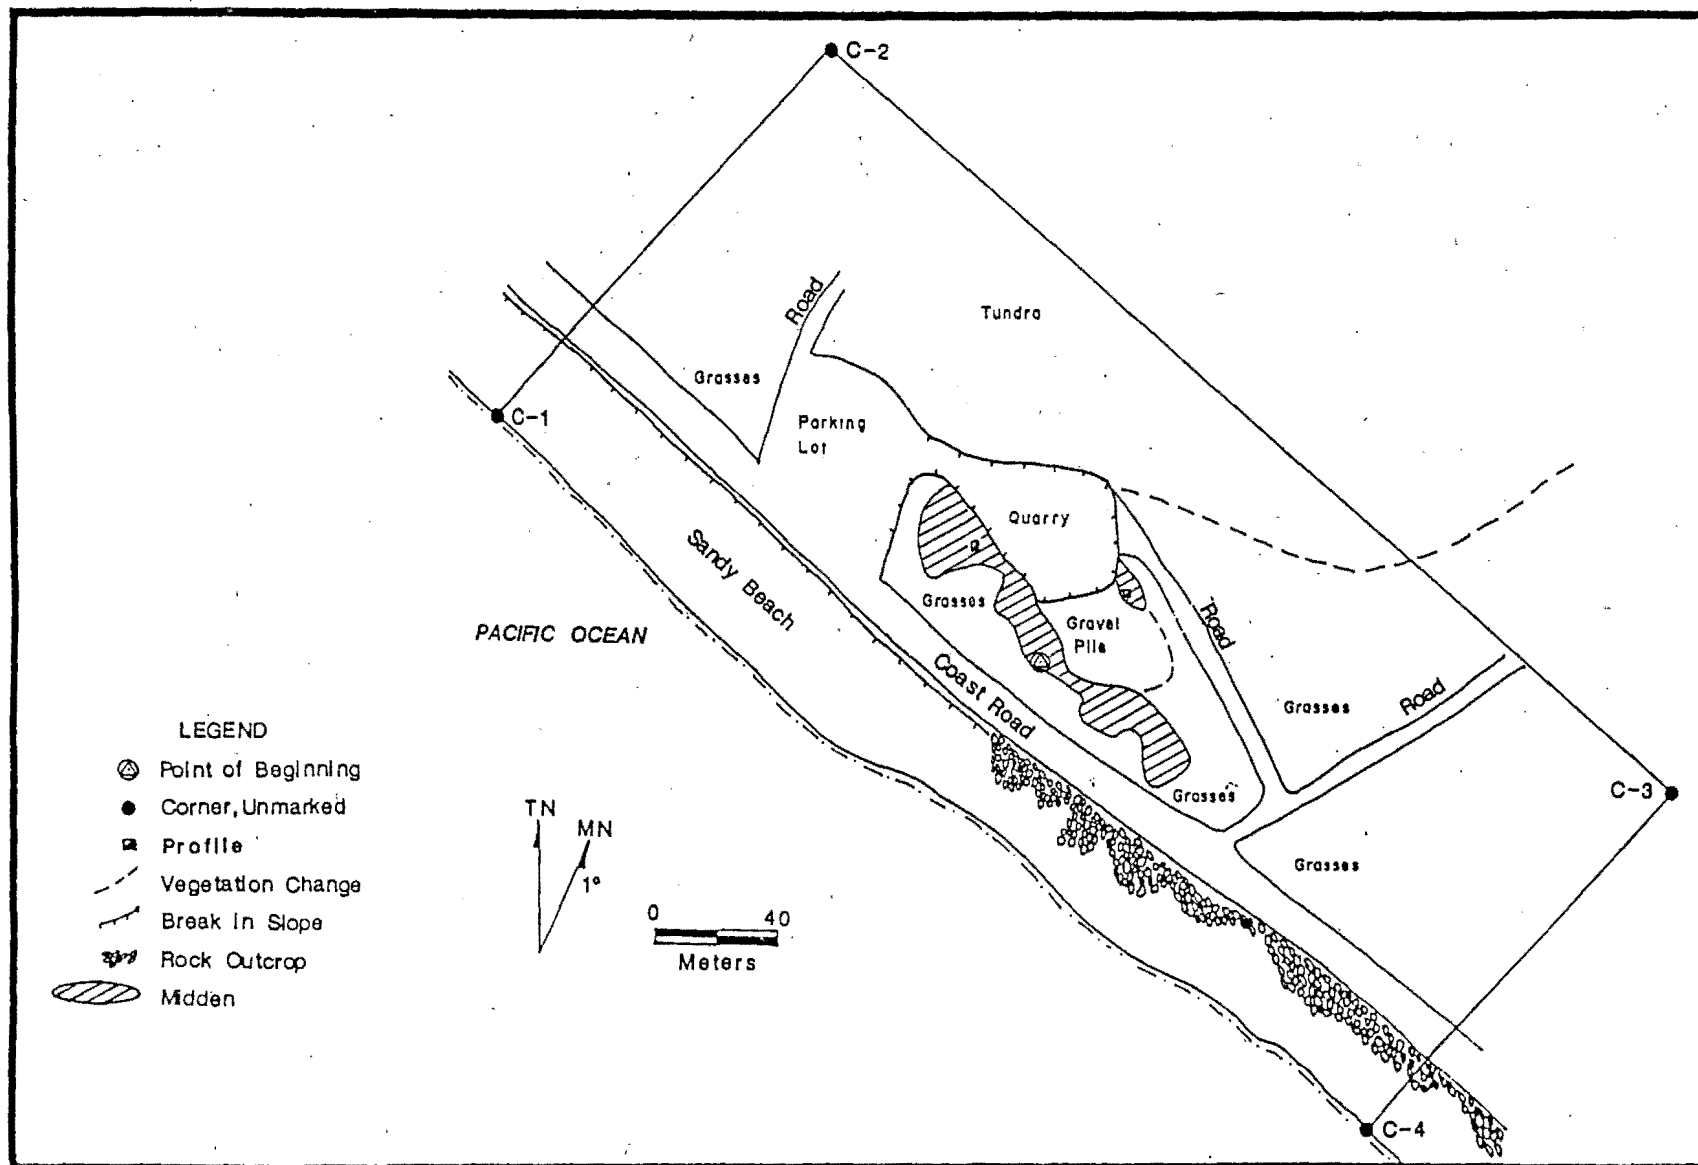 C-2
Road
Tundra
Grasses
C-1
Parking
Lot
Quarry
Sandy Beach
Grasses
Gravel
Pile
Road
PACIFIC OCEAN
Coast Road
Grasses
Road
LEGEND
Point of Beginning
Corner, Unmarked
Profile
Vegetation Change
Break in Slope
Rock Outcrop
Midden
TN
MN
1°
0 40
Meters
Grasses
C-3
Grasses
C-4